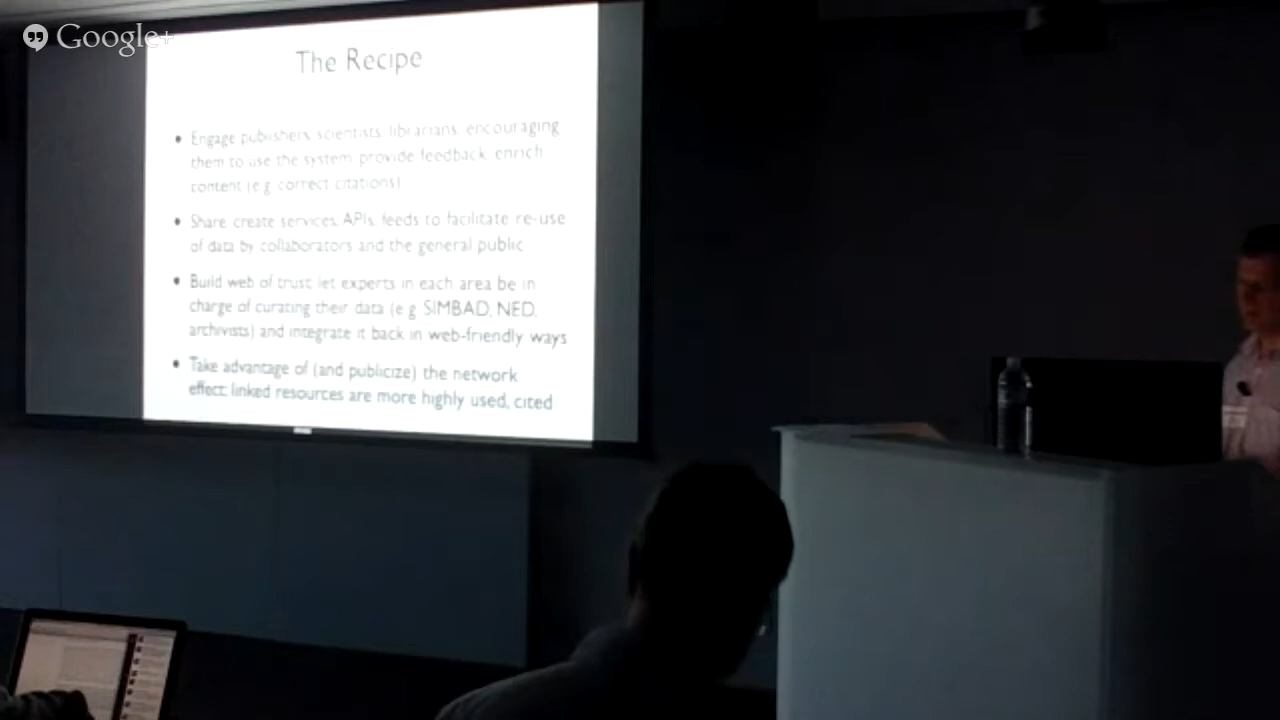 Google+
The Recipe
• Engage publishers, scientists, librarians, encouraging
them to use the system, provide feedback, enrich
content (e.g. correct citations)
• Share, create services, APIs, feeds to facilitate re-use
of data by collaborators and the general public
• Build web of trust: let experts in each area be in
charge of curating their data (e.g. SIMBAD, NED,
archivists) and integrate it back in web-friendly ways
• Take advantage of (and publicize) the network
effect: linked resources are more highly used, cited